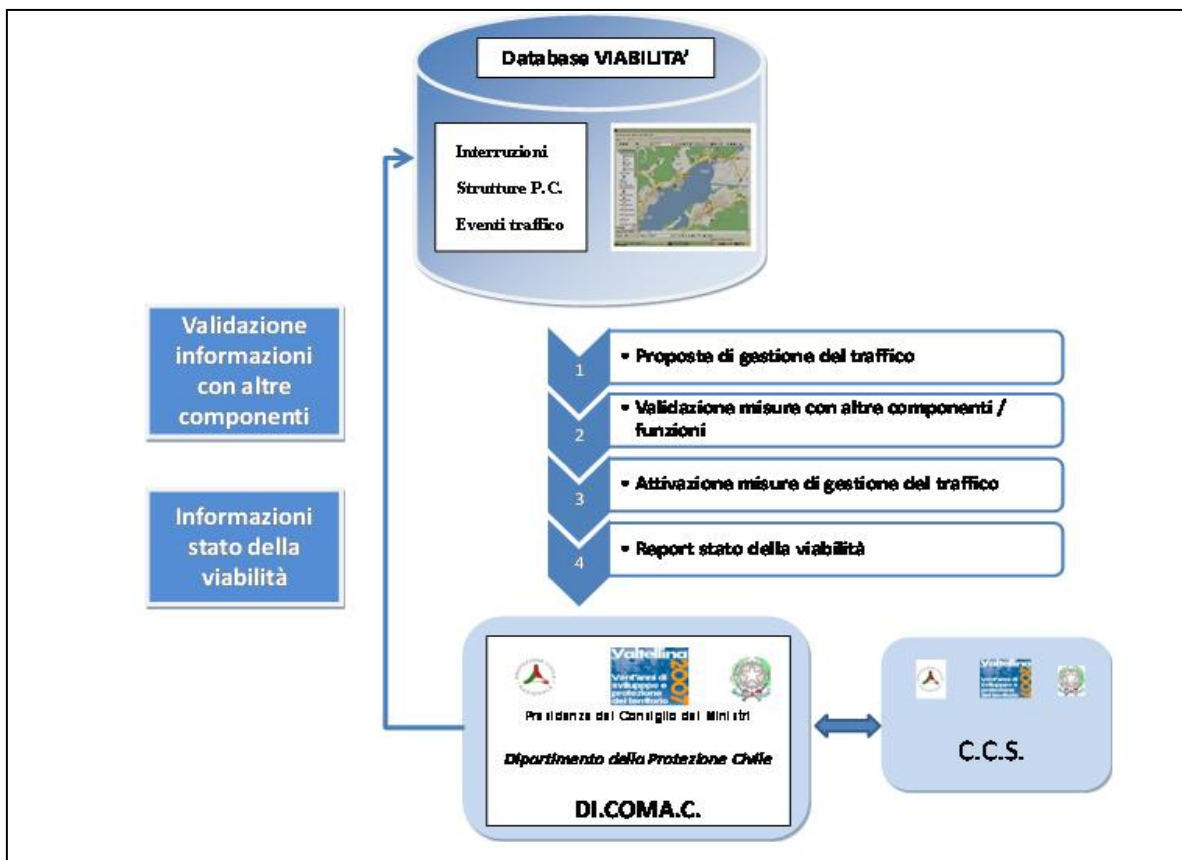 Database VIABILITA'
Interruzioni
Strutture P.C.
Eventi traffico
Validazione
informazioni
con altre
componenti
Informazioni
stato della
viabilità
1
• Proposte di gestione del traffico
2
• Validazione misure con altre componenti /
funzioni
3
• Attivazione misure di gestione del traffico
4
• Report stato della viabilità
Valtellina
2007
Vent'anni di
sviluppo e
protezione
del territorio
Presidenza del Consiglio dei Ministri
Dipartimento della Protezione Civile
DI.COMA.C.
Valtellina
2007
C.C.S.